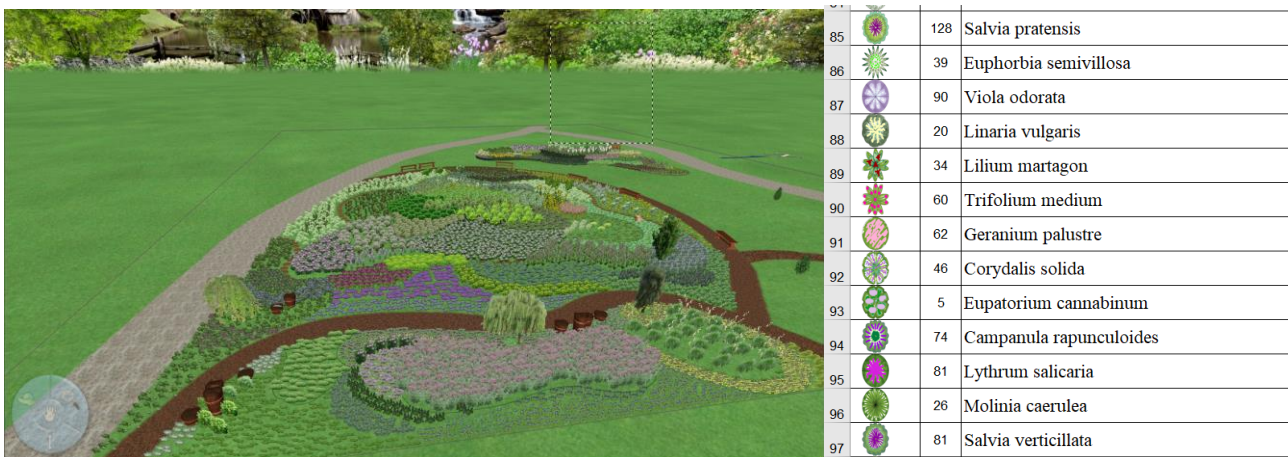 85 128 Salvia pratensis
86 39 Euphorbia semivillosa
87 90 Viola odorata
88 20 Linaria vulgaris
89 34 Lilium martagon
90 60 Trifolium medium
91 62 Geranium palustre
92 46 Corydalis solida
93 5 Eupatorium cannabinum
94 74 Campanula rapunculoides
95 81 Lythrum salicaria
96 26 Molinia caerulea
97 81 Salvia verticillata